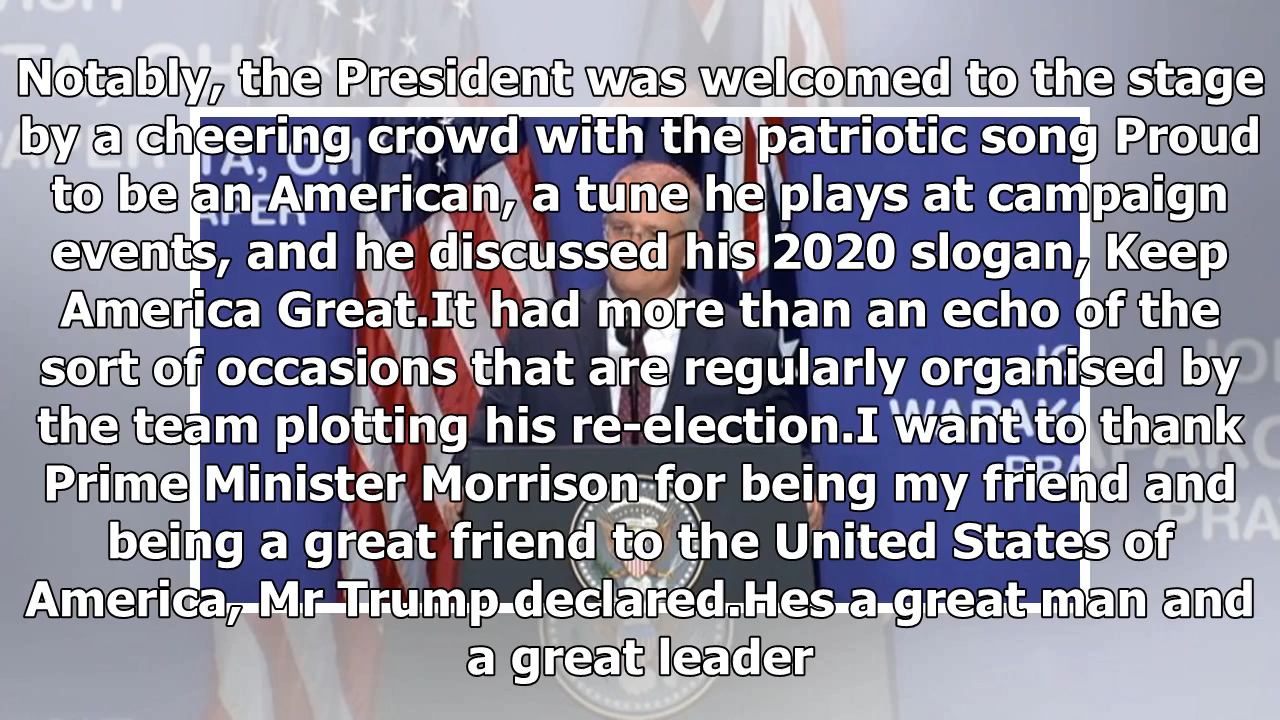 Notably, the President was welcomed to the stage
by a cheering crowd with the patriotic song Proud
to be an American, a tune he plays at campaign
events, and he discussed his 2020 slogan, Keep
America Great.It had more than an echo of the
sort of occasions that are regularly organised by
the team plotting his re-election.I want to thank
Prime Minister Morrison for being my friend and
being a great friend to the United States of
America, Mr Trump declared.Hes a great man and
a great leader
TA, OH